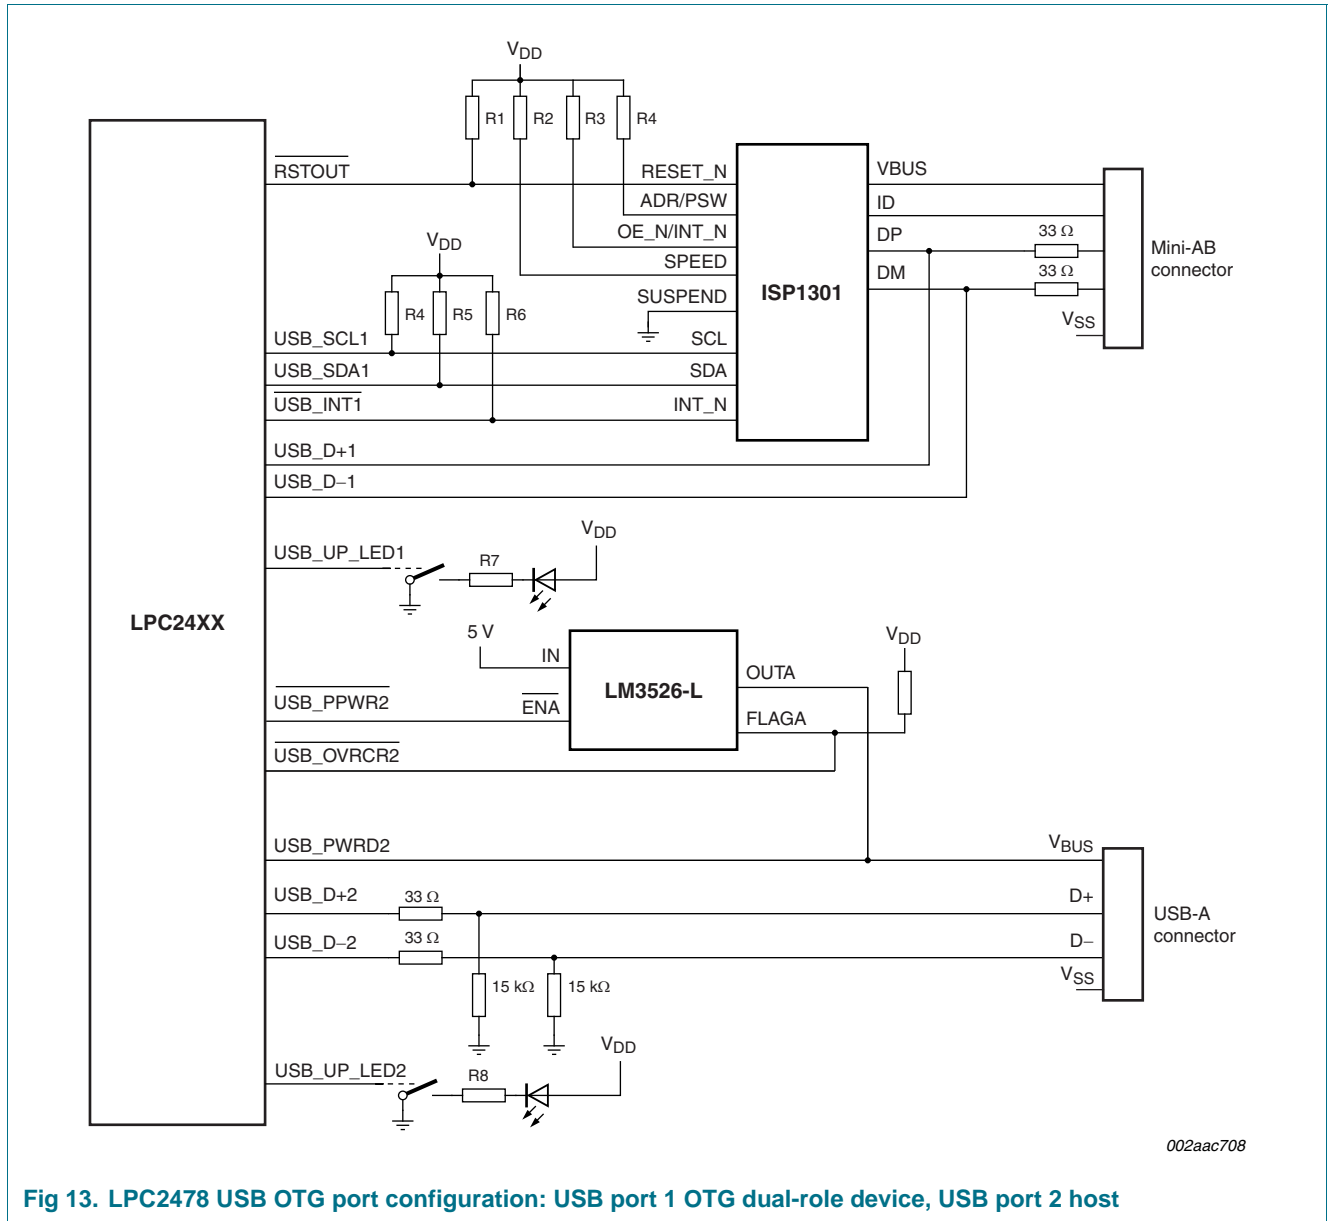 VDD
R1 R2 R3 R4
RSTOUT
RESET_N
ADR/PSW
OE_N/INT_N
SPEED
SUSPEND
SCL
SDA
INT_N
ISP1301
VBUS
ID
DP
DM
33 Ω
33 Ω
VSS
Mini-AB
connector
VDD
R4 R5 R6
USB_SCL1
USB_SDA1
USB_INT1
USB_D+1
USB_D−1
USB_UP_LED1
R7
VDD
LPC24XX
5 V
IN
ENA
LM3526-L
OUTA
FLAGA
VDD
USB_PPWR2
USB_OVRCR2
USB_PWRD2
VBUS
USB_D+2
33 Ω
D+
USB_D−2
33 Ω
D−
VSS
USB-A
connector
15 kΩ 15 kΩ
USB_UP_LED2
R8
VDD
002aac708
Fig 13. LPC2478 USB OTG port configuration: USB port 1 OTG dual-role device, USB port 2 host